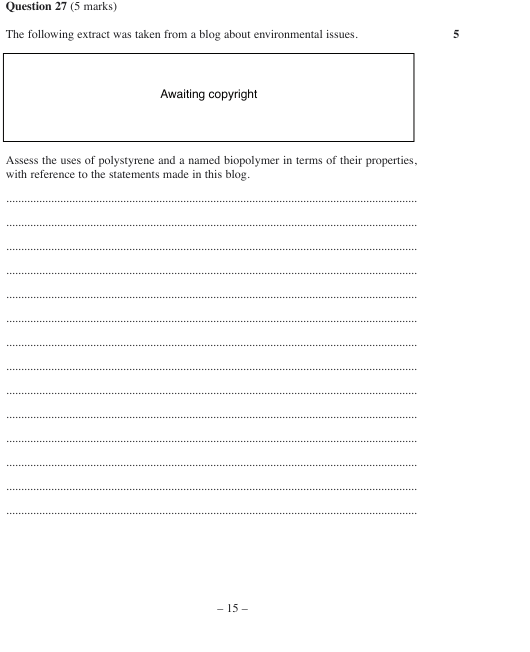 Question 27 (5 marks)
The following extract was taken from a blog about environmental issues. 5
Awaiting copyright
Assess the uses of polystyrene and a named biopolymer in terms of their properties,
with reference to the statements made in this blog.
– 15 –